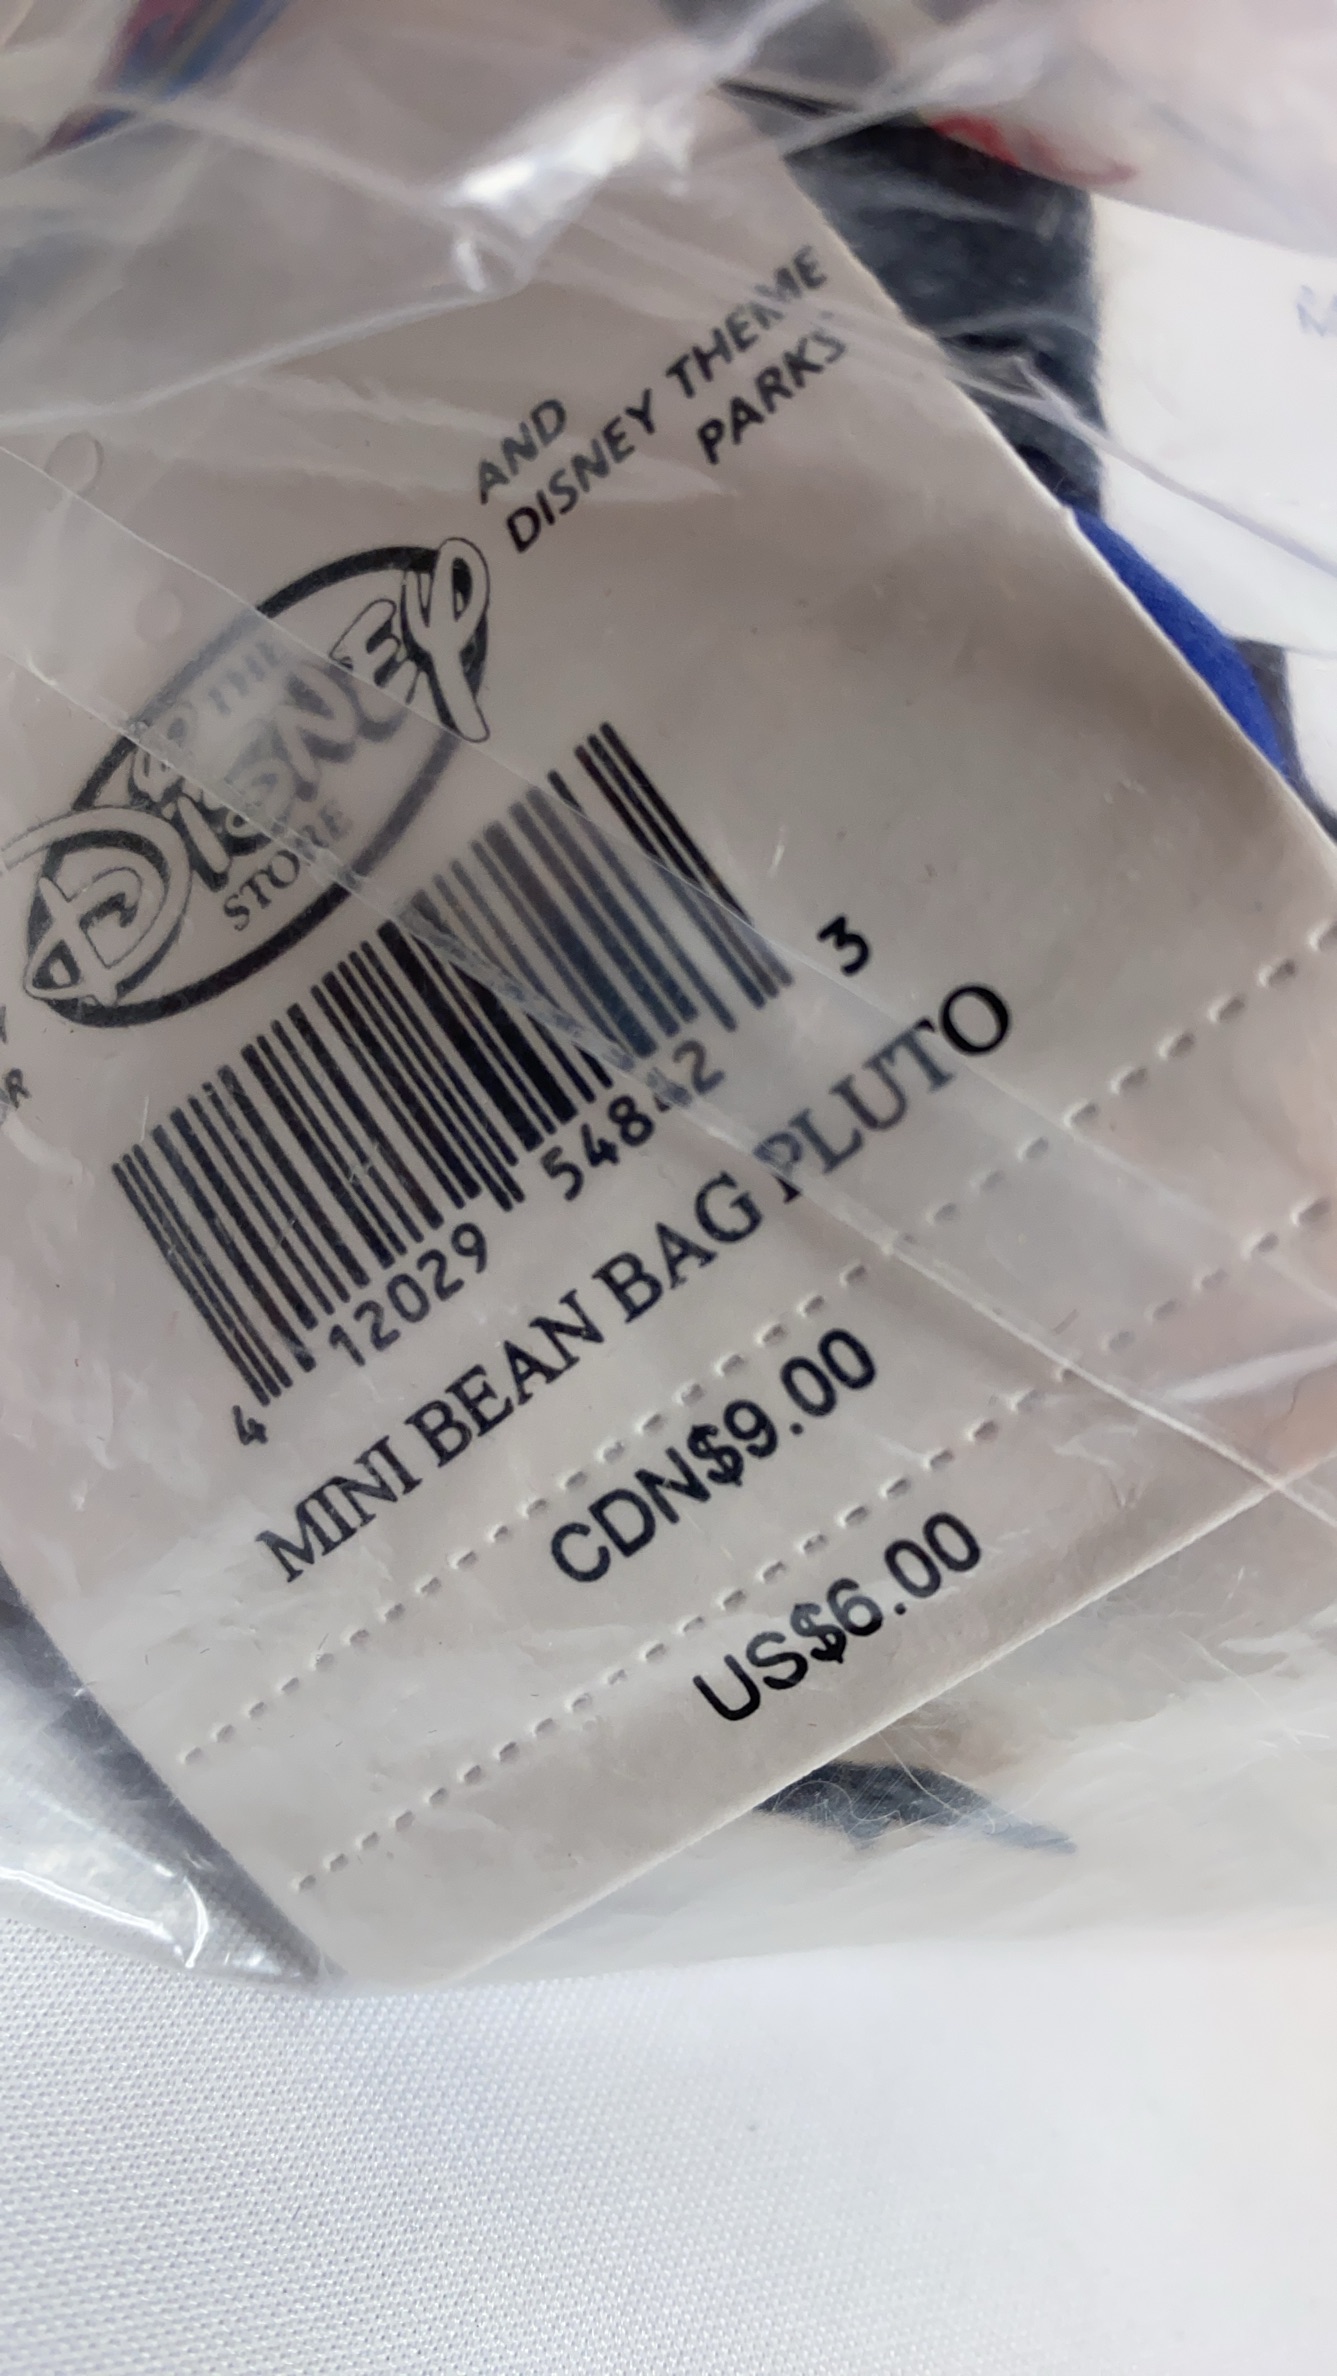 AND
DISNEY THEME
PARKS
THE
DISNEY
STORE
4 12029 54842 3
MINI BEAN BAG PLUTO
CDN$9.00
US$6.00